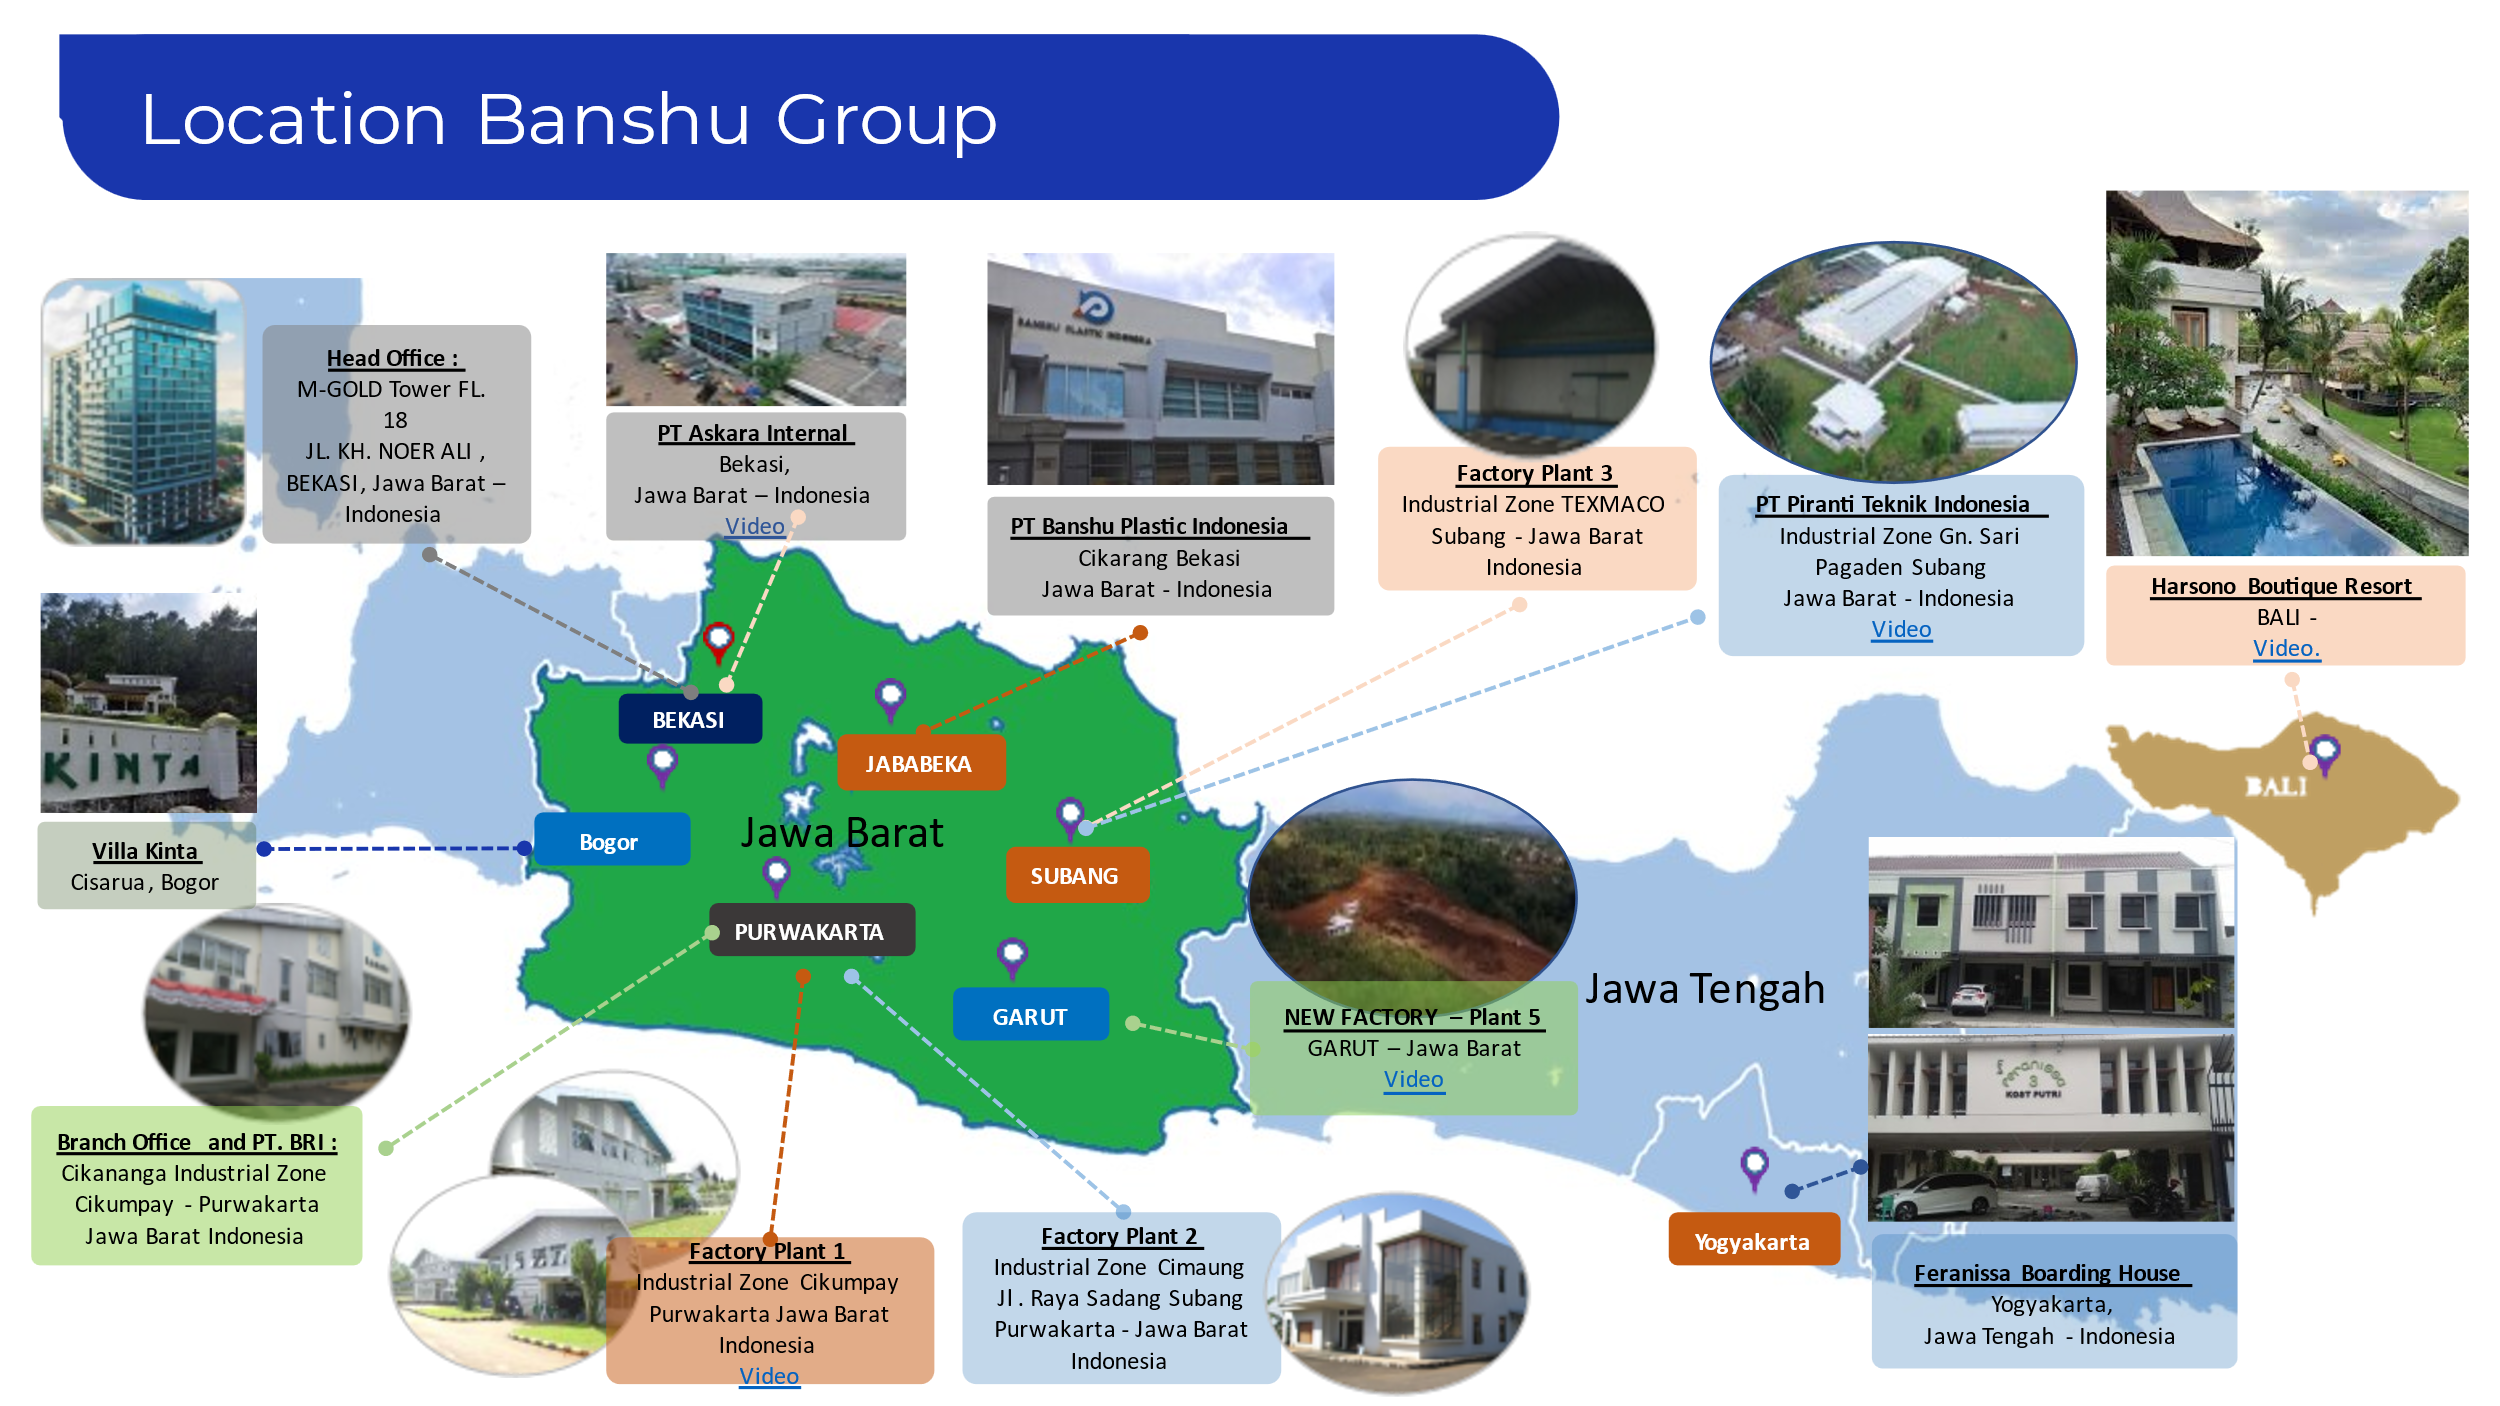 Location Banshu Group
Head Office :
M-GOLD Tower FL.
18
JL. KH. NOER ALI ,
BEKASI, Jawa Barat –
Indonesia
PT Askara Internal
Bekasi,
Jawa Barat – Indonesia
Video
BANSHU PLASTIC INDONESIA
PT Banshu Plastic Indonesia
Cikarang Bekasi
Jawa Barat - Indonesia
Factory Plant 3
Industrial Zone TEXMACO
Subang - Jawa Barat
Indonesia
PT Piranti Teknik Indonesia
Industrial Zone Gn. Sari
Pagaden Subang
Jawa Barat - Indonesia
Video
Harsono Boutique Resort
BALI -
Video.
BALI
KINTA
Villa Kinta
Cisarua, Bogor
BEKASI
JABABEKA
Bogor
Jawa Barat
SUBANG
PURWAKARTA
GARUT
NEW FACTORY – Plant 5
GARUT – Jawa Barat
Video
Jawa Tengah
Branch Office and PT. BRI :
Cikananga Industrial Zone
Cikumpay - Purwakarta
Jawa Barat Indonesia
Factory Plant 1
Industrial Zone Cikumpay
Purwakarta Jawa Barat
Indonesia
Video
Factory Plant 2
Industrial Zone Cimaung
Jl. Raya Sadang Subang
Purwakarta - Jawa Barat
Indonesia
Yogyakarta
feranissa
3
KOST PUTRI
Feranissa Boarding House
Yogyakarta,
Jawa Tengah - Indonesia